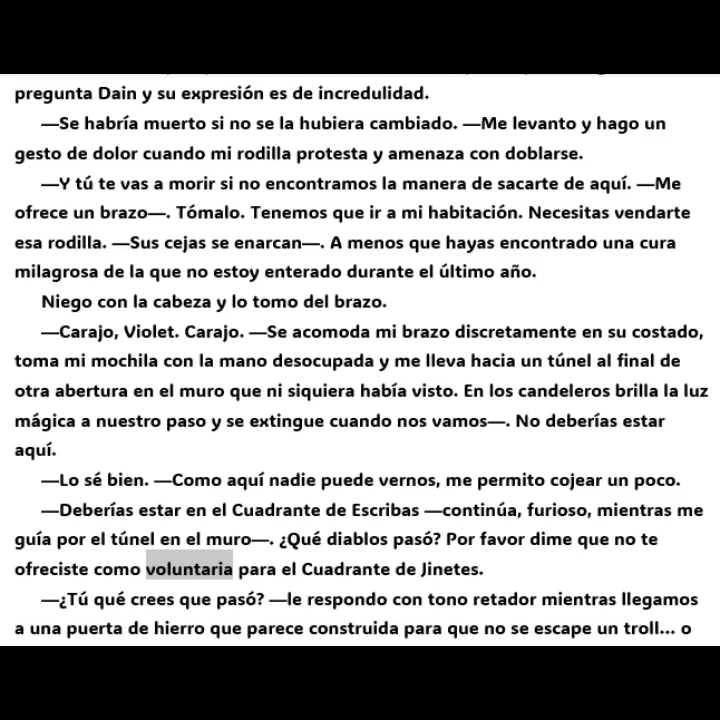 pregunta Dain y su expresión es de incredulidad.
—Se habría muerto si no se la hubiera cambiado. —Me levanto y hago un
gesto de dolor cuando mi rodilla protesta y amenaza con doblarse.
—Y tú te vas a morir si no encontramos la manera de sacarte de aquí. —Me
ofrece un brazo—. Tómalo. Tenemos que ir a mi habitación. Necesitas vendarte
esa rodilla. —Sus cejas se enarcan—. A menos que hayas encontrado una cura
milagrosa de la que no estoy enterado durante el último año.
Niego con la cabeza y lo tomo del brazo.
—Carajo, Violet. Carajo. —Se acomoda mi brazo discretamente en su costado,
toma mi mochila con la mano desocupada y me lleva hacia un túnel al final de
otra abertura en el muro que ni siquiera había visto. En los candeleros brilla la luz
mágica a nuestro paso y se extingue cuando nos vamos—. No deberías estar
aquí.
—Lo sé bien. —Como aquí nadie puede vernos, me permito cojear un poco.
—Deberías estar en el Cuadrante de Escribas —continúa, furioso, mientras me
guía por el túnel en el muro—. ¿Qué diablos pasó? Por favor dime que no te
ofreciste como voluntaria para el Cuadrante de Jinetes.
—¿Tú qué crees que pasó? —le respondo con tono retador mientras llegamos
a una puerta de hierro que parece construida para que no se escape un troll... o